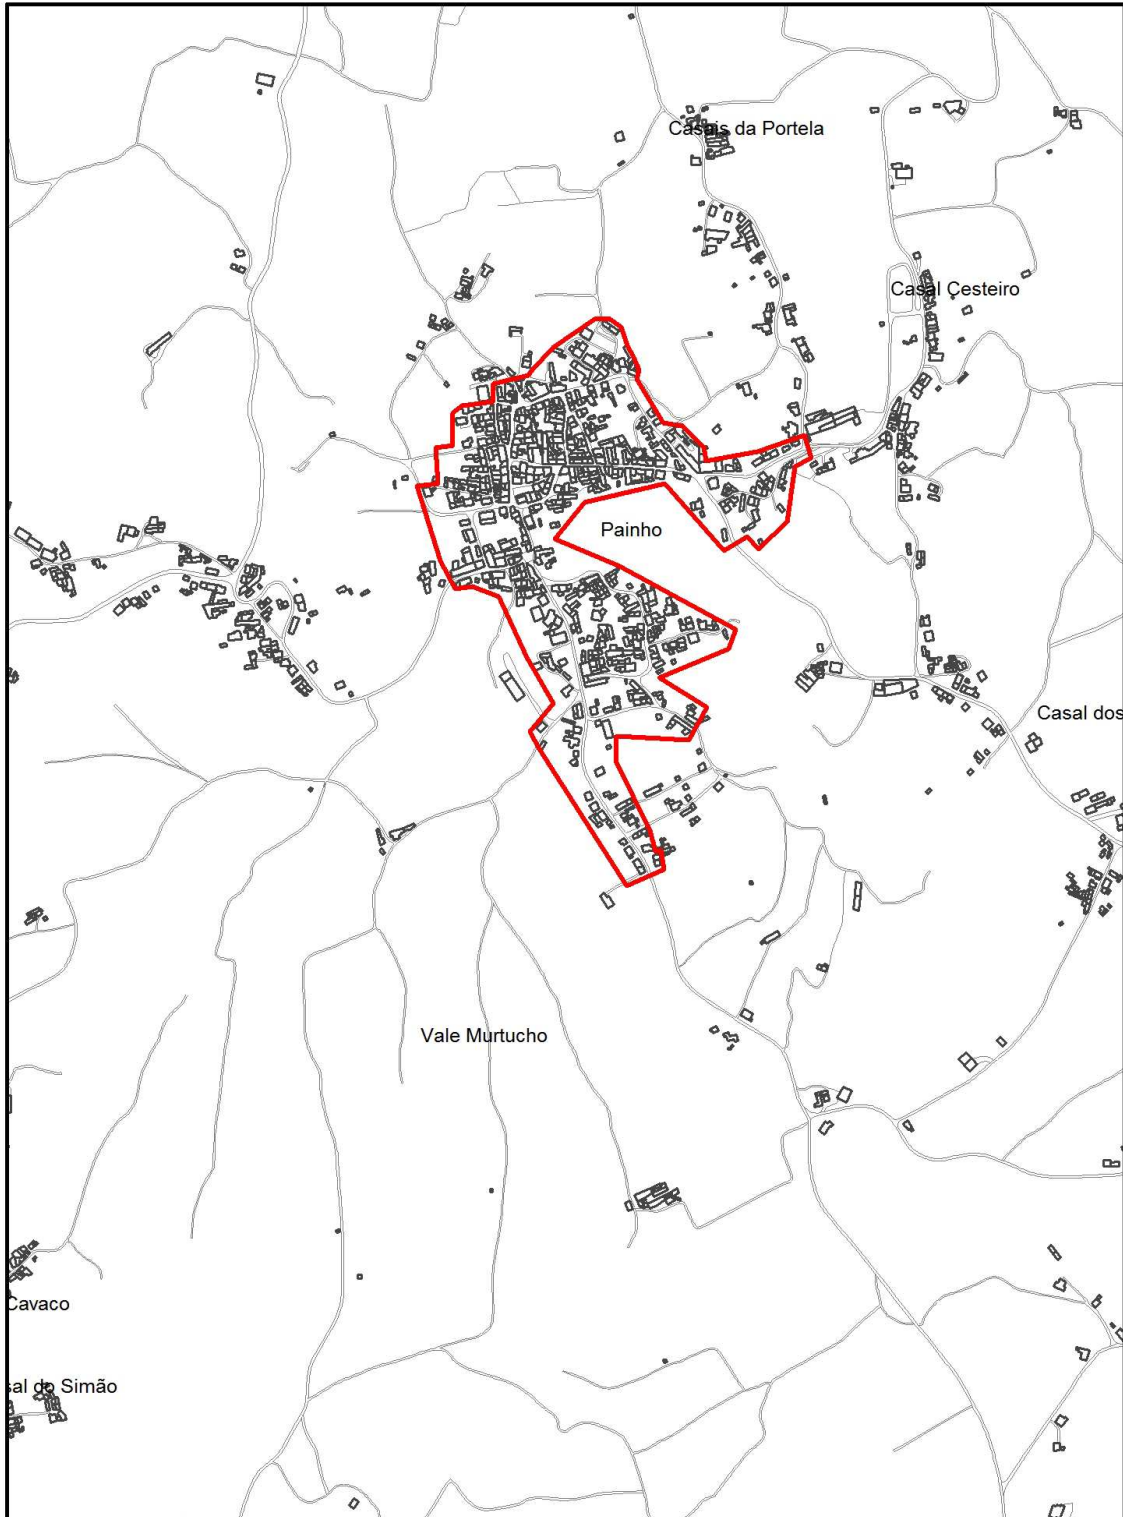 Casais da Portela
Casal Cesteiro
Painho
Casal dos
Vale Murtucho
Cavaco
sal do Simão